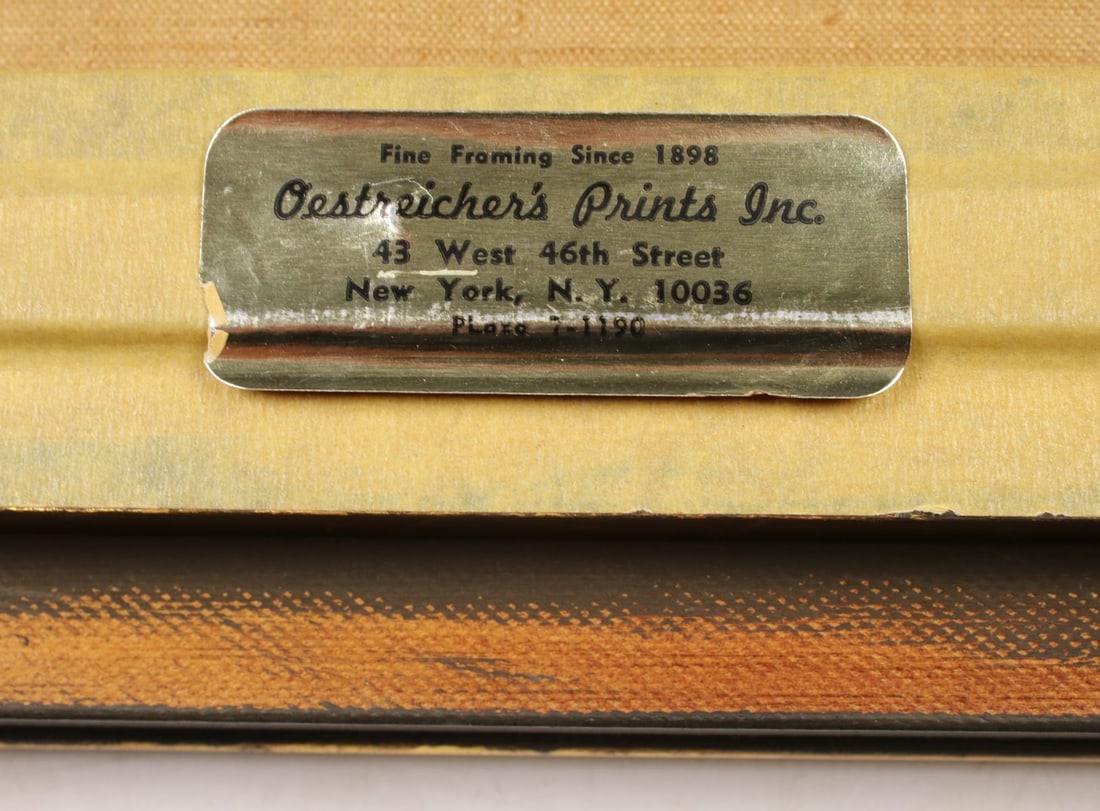 Fine Framing Since 1898
Oestreicher's Prints Inc.
43 West 46th Street
New York, N. Y. 10036
PLaza 7-1190